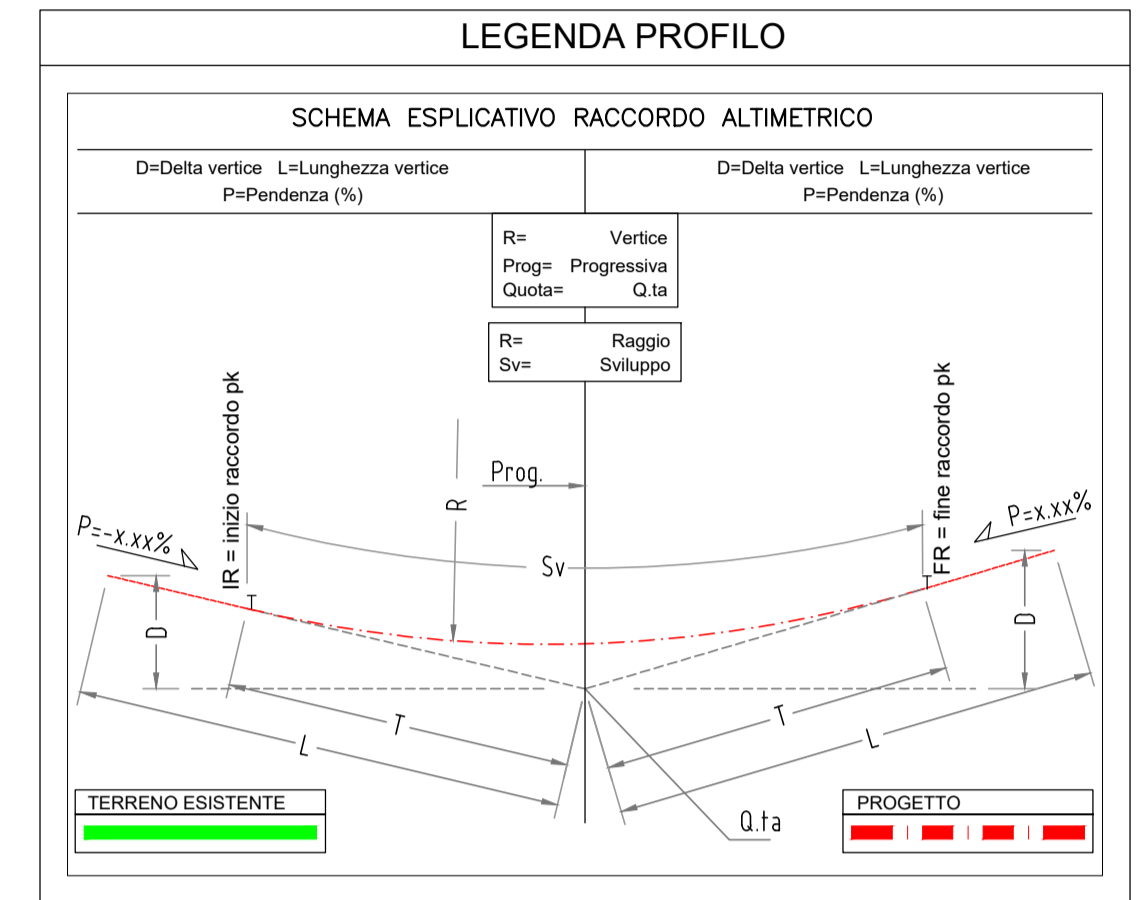 LEGENDA PROFILO
SCHEMA ESPLICATIVO RACCORDO ALTIMETRICO
D=Delta vertice L=Lunghezza vertice
P=Pendenza (%)
D=Delta vertice L=Lunghezza vertice
P=Pendenza (%)
R= Vertice
Prog= Progressiva
Quota= Q.ta
R= Raggio
Sv= Sviluppo
IR = inizio raccordo pk
FR = fine raccordo pk
Prog.
R
P=-x.xx%
P=x.xx%
Sv
T
T
D
D
T
T
L
L
Q.ta
TERRENO ESISTENTE
PROGETTO